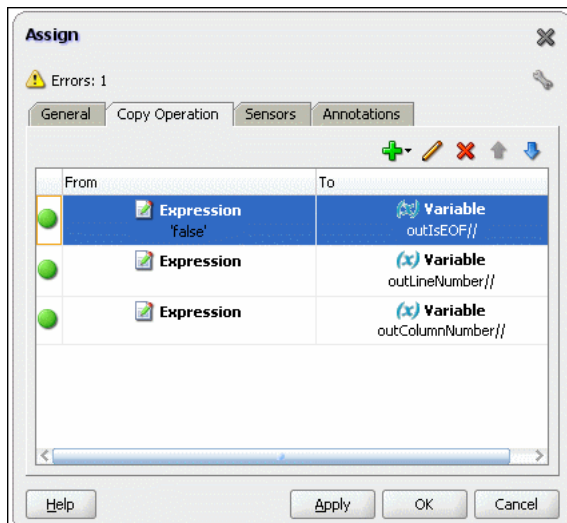 Assign
Errors: 1
General Copy Operation Sensors Annotations
From To
Expression (x) Variable
'false' outIsEOF//
Expression (x) Variable
outLineNumber//
Expression (x) Variable
outColumnNumber//
Help Apply OK Cancel